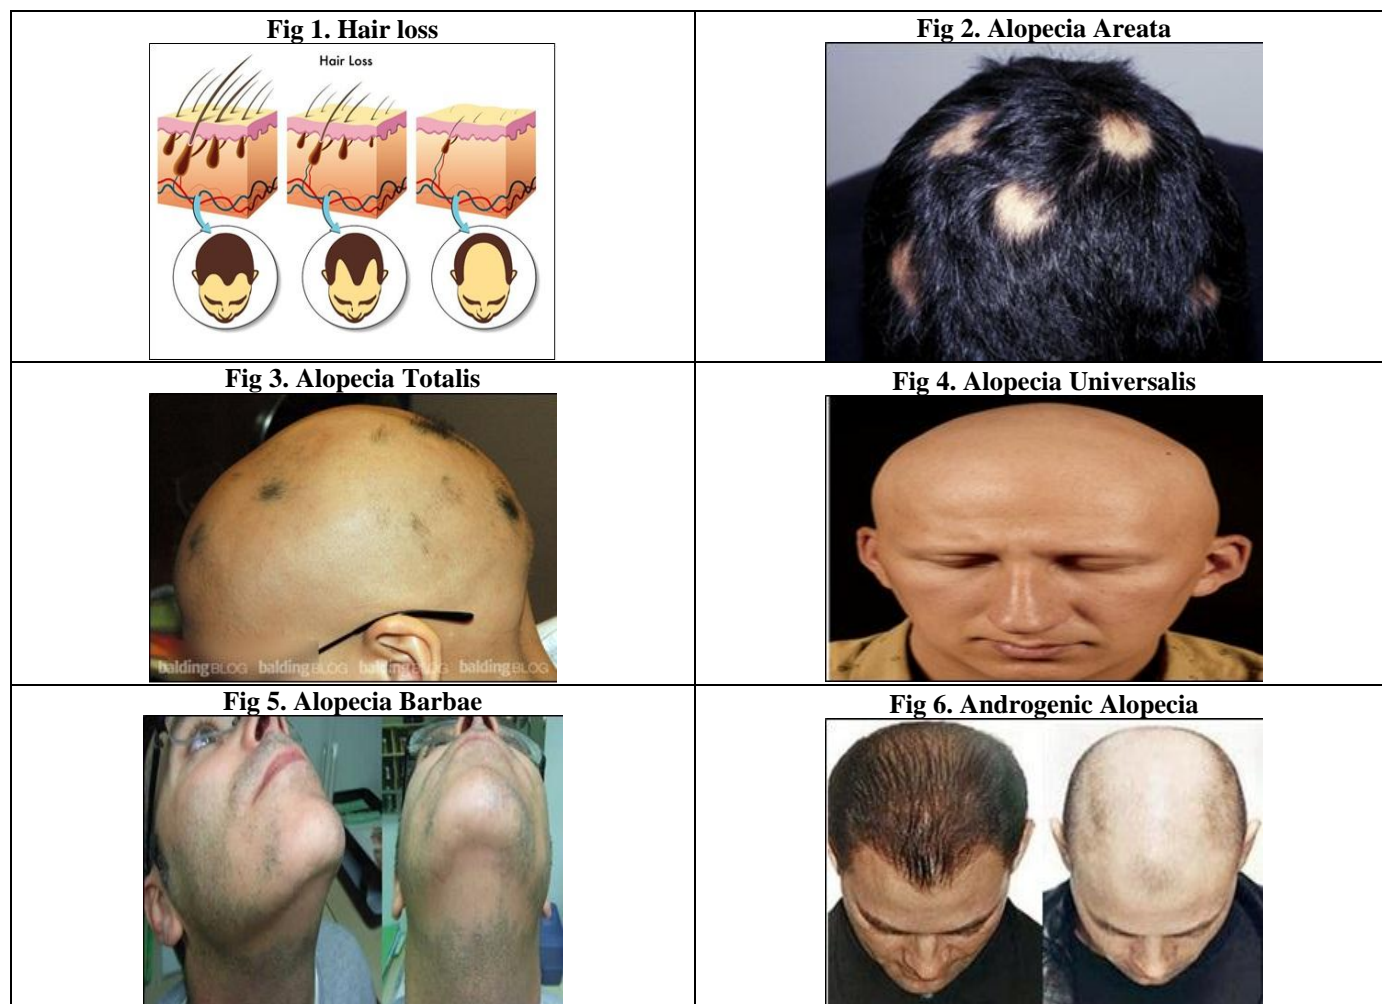 Fig 1. Hair loss
Hair Loss
Fig 2. Alopecia Areata
Fig 3. Alopecia Totalis
baldingBLOG baldingBLOG baldingBLOG baldingBLOG
Fig 4. Alopecia Universalis
Fig 5. Alopecia Barbae
Fig 6. Androgenic Alopecia